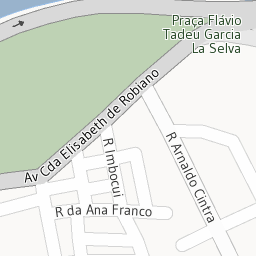 Praça Flávio
Tadeu Garcia
La Selva
Av Cda Elisabeth de Robiano
R Imbocui
R Arnaldo Cintra
R da Ana Franco